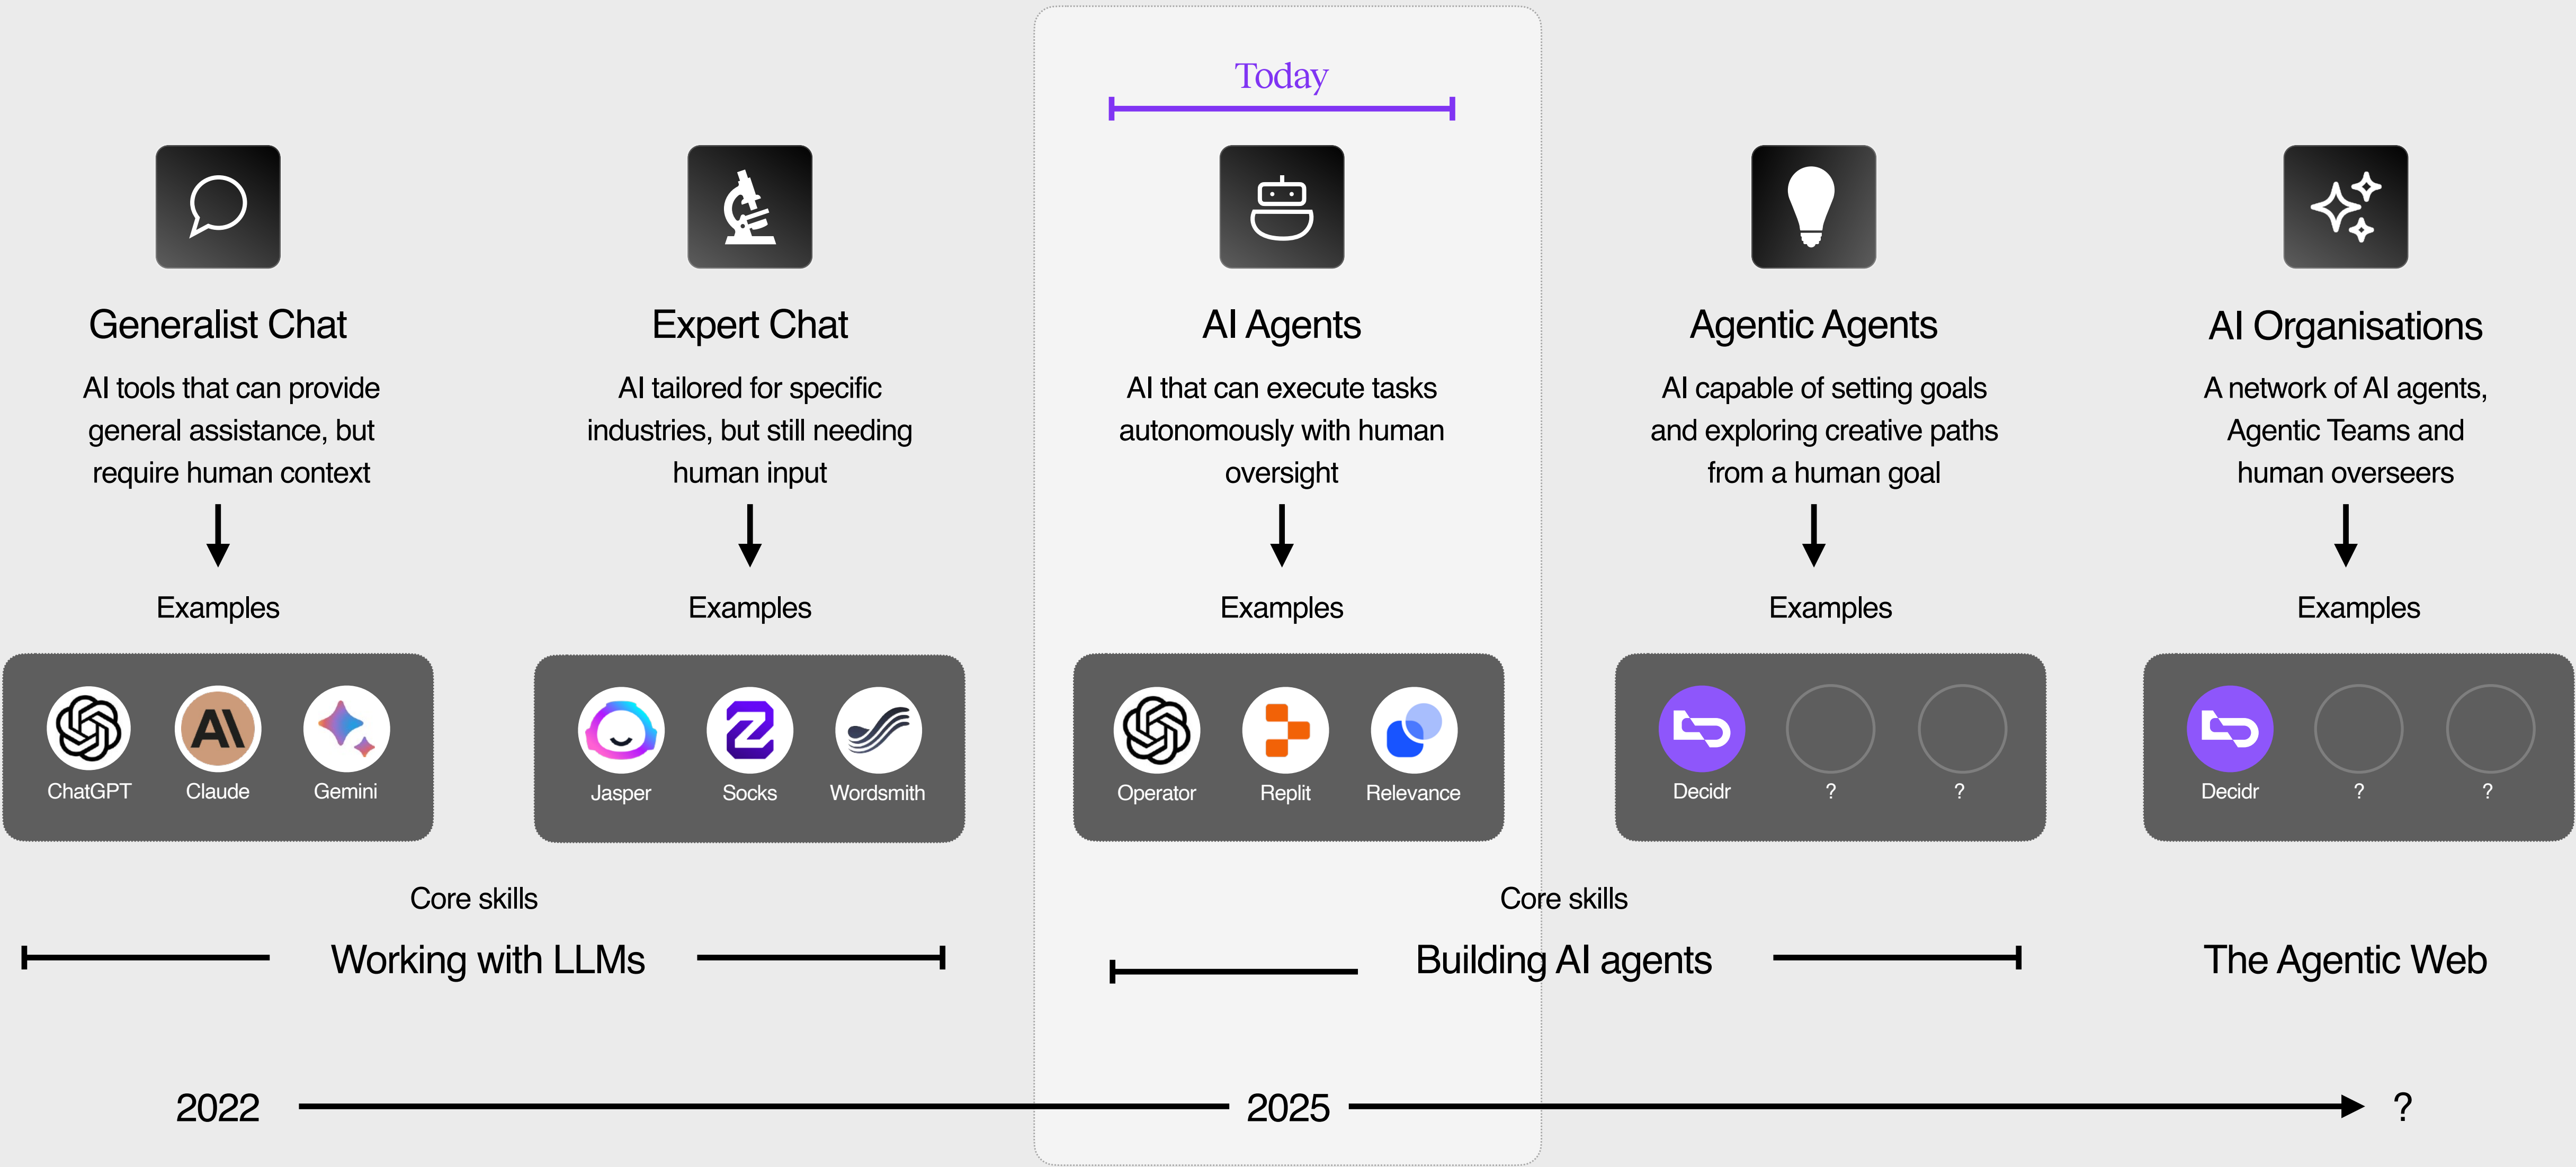 Today
Generalist Chat
AI tools that can provide
general assistance, but
require human context
Examples
ChatGPT
Claude
Gemini
Expert Chat
AI tailored for specific
industries, but still needing
human input
Examples
Jasper
Socks
Wordsmith
AI Agents
AI that can execute tasks
autonomously with human
oversight
Examples
Operator
Replit
Relevance
Agentic Agents
AI capable of setting goals
and exploring creative paths
from a human goal
Examples
Decidr
?
?
AI Organisations
A network of AI agents,
Agentic Teams and
human overseers
Examples
Decidr
?
?
Core skills
Working with LLMs
Core skills
Building AI agents
The Agentic Web
2022
2025
?